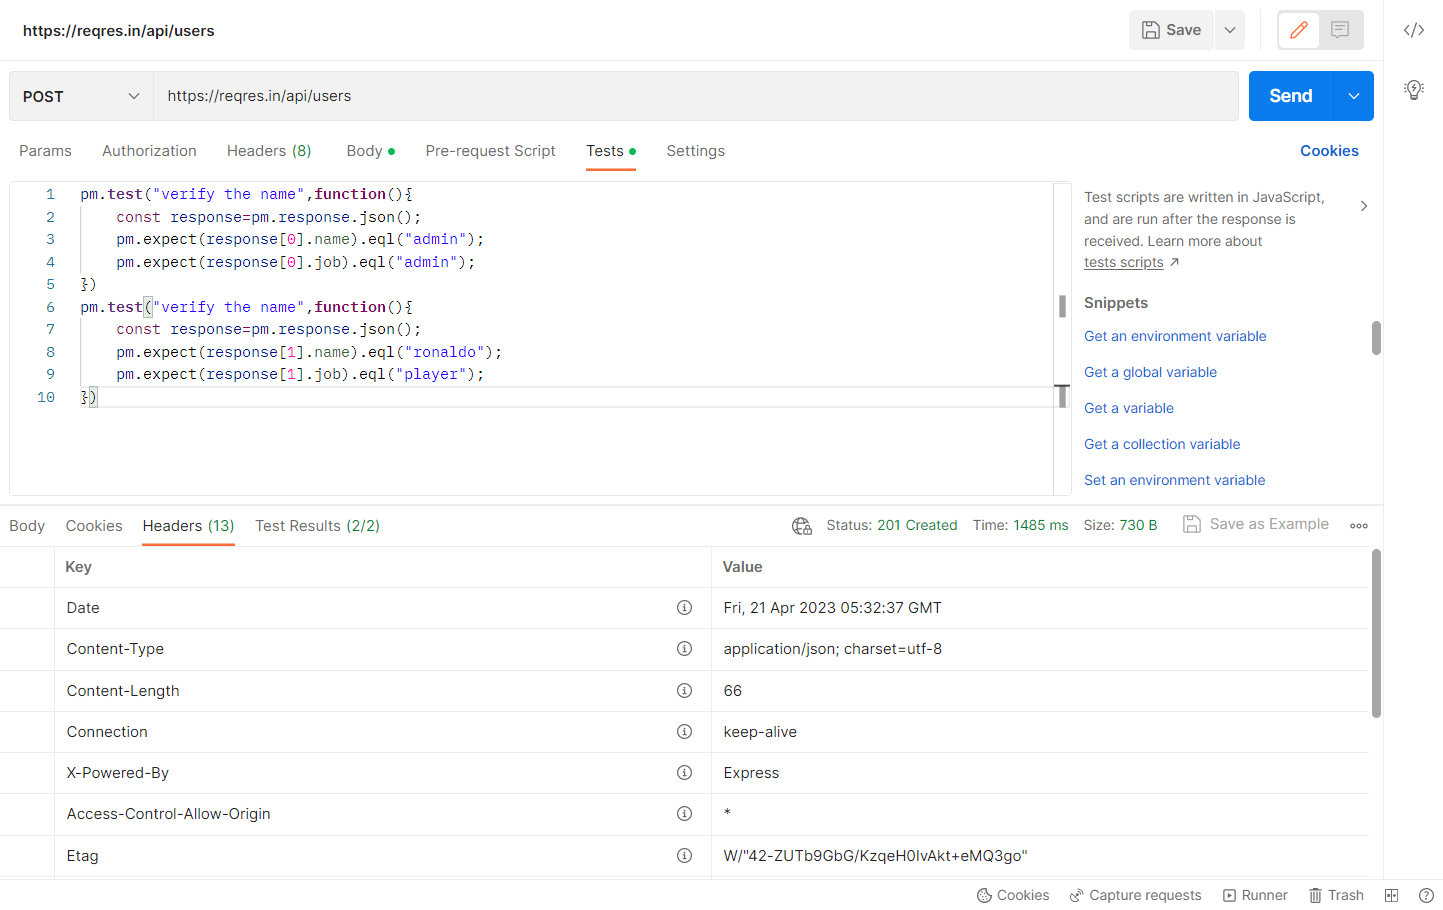 https://reqres.in/api/users
Save
POST
https://reqres.in/api/users
Send
Params Authorization Headers (8) Body Pre-request Script Tests Settings Cookies
1 pm.test("verify the name",function(){
2 const response=pm.response.json();
3 pm.expect(response[0].name).eql("admin");
4 pm.expect(response[0].job).eql("admin");
5 })
6 pm.test("verify the name",function(){
7 const response=pm.response.json();
8 pm.expect(response[1].name).eql("ronaldo");
9 pm.expect(response[1].job).eql("player");
10 })
Test scripts are written in JavaScript,
and are run after the response is
received. Learn more about
tests scripts
Snippets
Get an environment variable
Get a global variable
Get a variable
Get a collection variable
Set an environment variable
Body Cookies Headers (13) Test Results (2/2) Status: 201 Created Time: 1485 ms Size: 730 B Save as Example
Key Value
Date Fri, 21 Apr 2023 05:32:37 GMT
Content-Type application/json; charset=utf-8
Content-Length 66
Connection keep-alive
X-Powered-By Express
Access-Control-Allow-Origin *
Etag W/"42-ZUTb9GbG/KzqeH0IvAkt+eMQ3go"
Cookies Capture requests Runner Trash